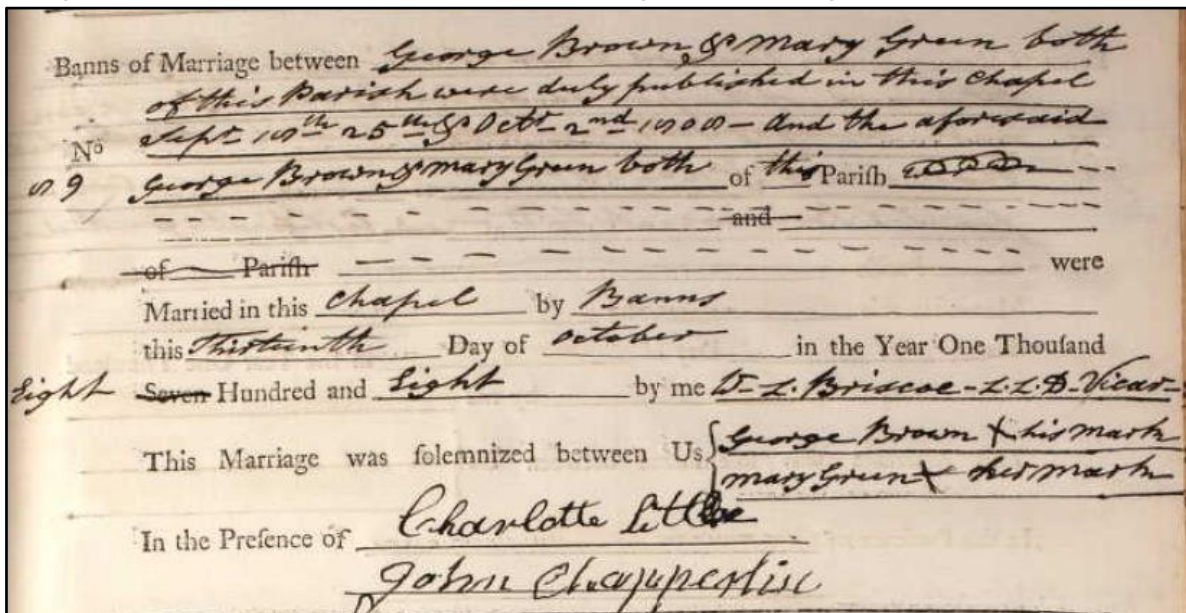 Banns of Marriage between George Brown & Mary Green both
of this Parish were duly published in this Chapel
Sept 18th 25th & Octr 2nd 1808 - And the aforesaid
No
89 George Brown & Mary Green both of this Pariſh
and
of Pariſh were
Married in this Chapel by Banns
this Thirteenth Day of October in the Year One Thouſand
Eight Seven Hundred and Eight by me W. L. Briscoe - L.L.D - Vicar -
This Marriage was ſolemnized between Us George Brown X his mark
Mary Green X her mark
In the Preſence of Charlotte
John